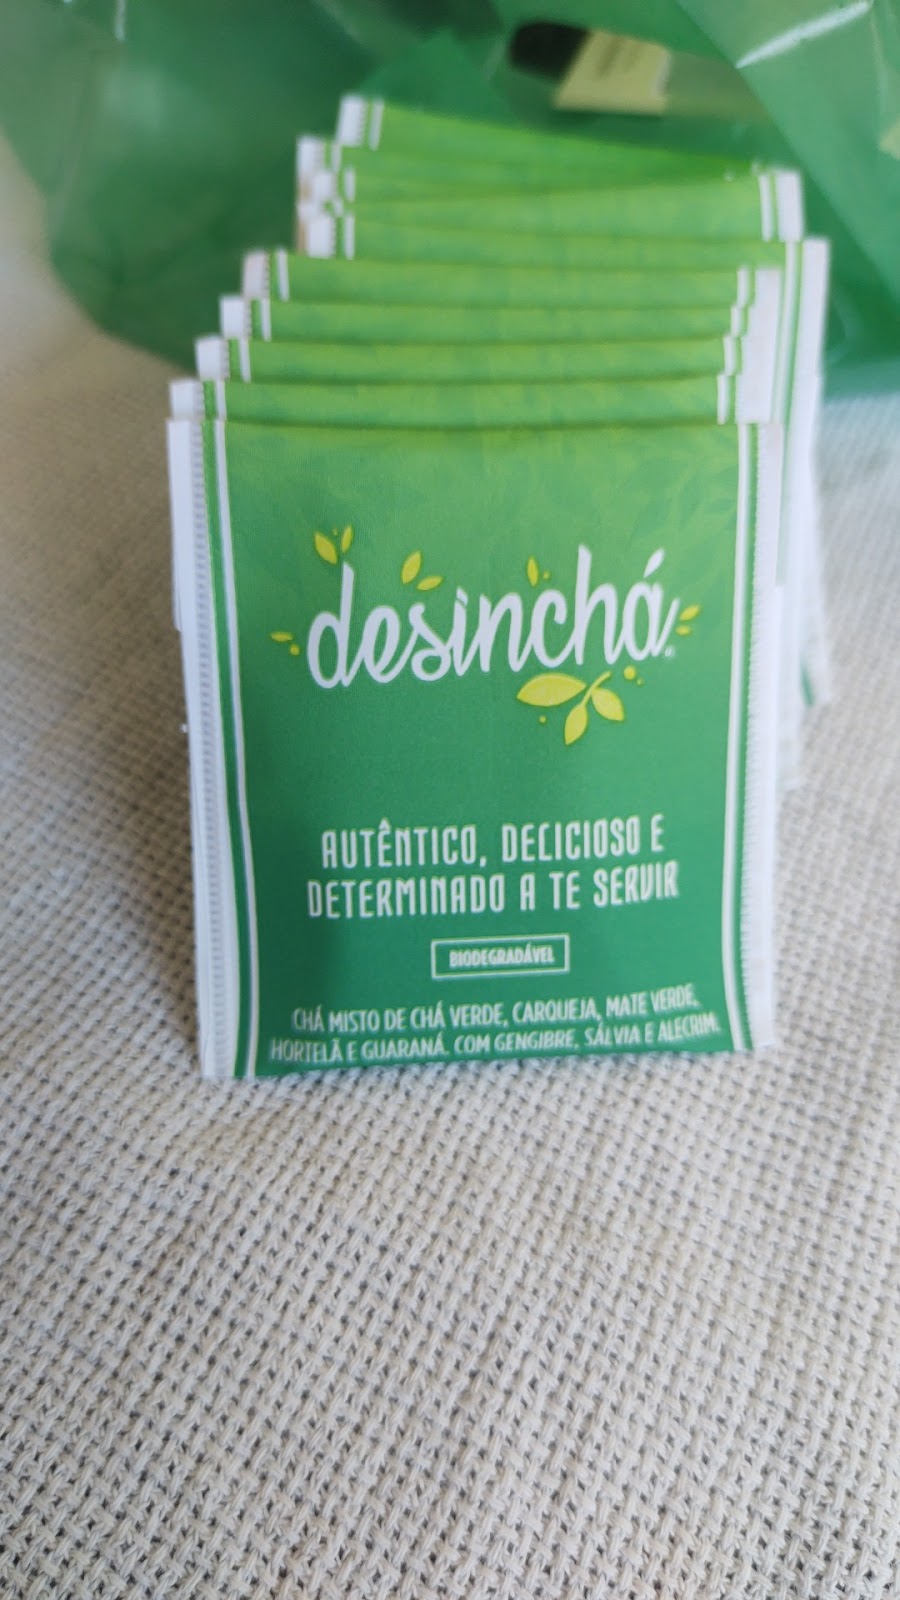 desinchá
AUTÊNTICO, DELICIOSO E
DETERMINADO A TE SERVIR
BIODEGRADÁVEL
CHÁ MISTO DE CHÁ VERDE, CARQUEJA, MATE VERDE,
HORTELÃ E GUARANÁ. COM GENGIBRE, SÁLVIA E ALECRIM.